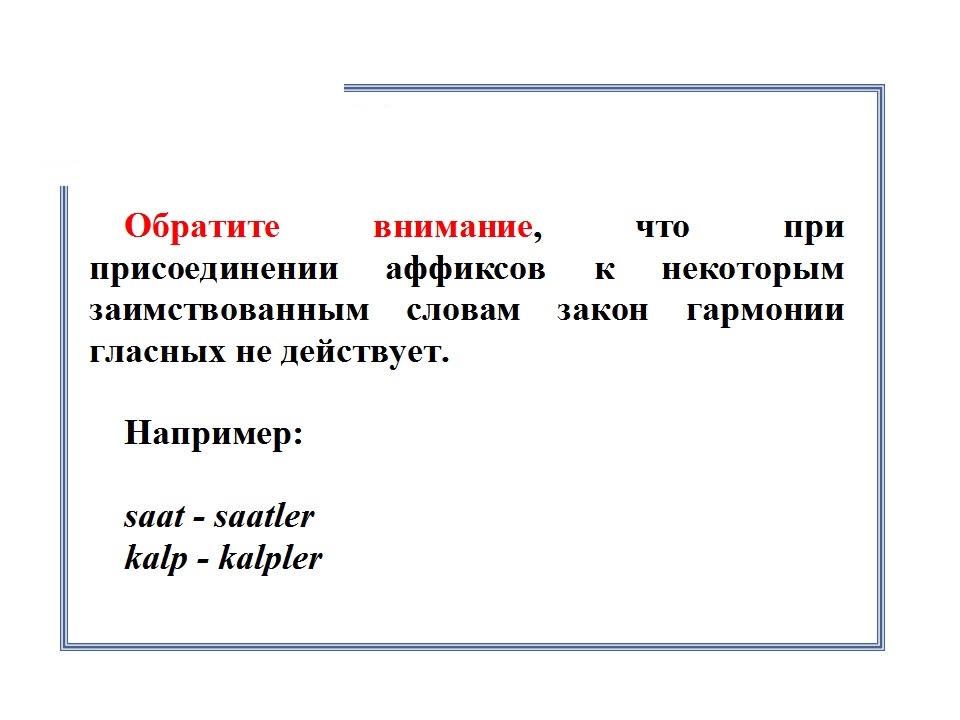 Обратите внимание, что при
присоединении аффиксов к некоторым
заимствованным словам закон гармонии
гласных не действует.
Например:
saat - saatler
kalp - kalpler